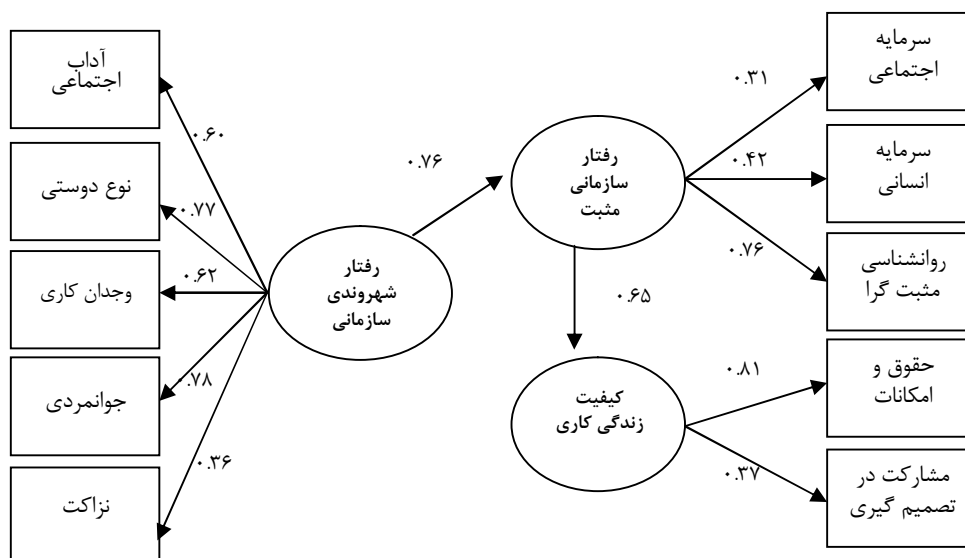 سرمایه
اجتماعی
۰.۳۱
سرمایه
انسانی
۰.۴۲
روانشناسی
مثبت گرا
۰.۷۶
رفتار
سازمانی
مثبت
۰.۷۶
۰.۶۵
کیفیت
زندگی کاری
حقوق و
امکانات
۰.۸۱
مشارکت در
تصمیم گیری
۰.۳۷
رفتار
شهروندی
سازمانی
آداب
اجتماعی
۰.۶۰
نوع دوستی
۰.۷۷
وجدان کاری
۰.۶۲
جوانمردی
۰.۷۸
نزاکت
۰.۳۶